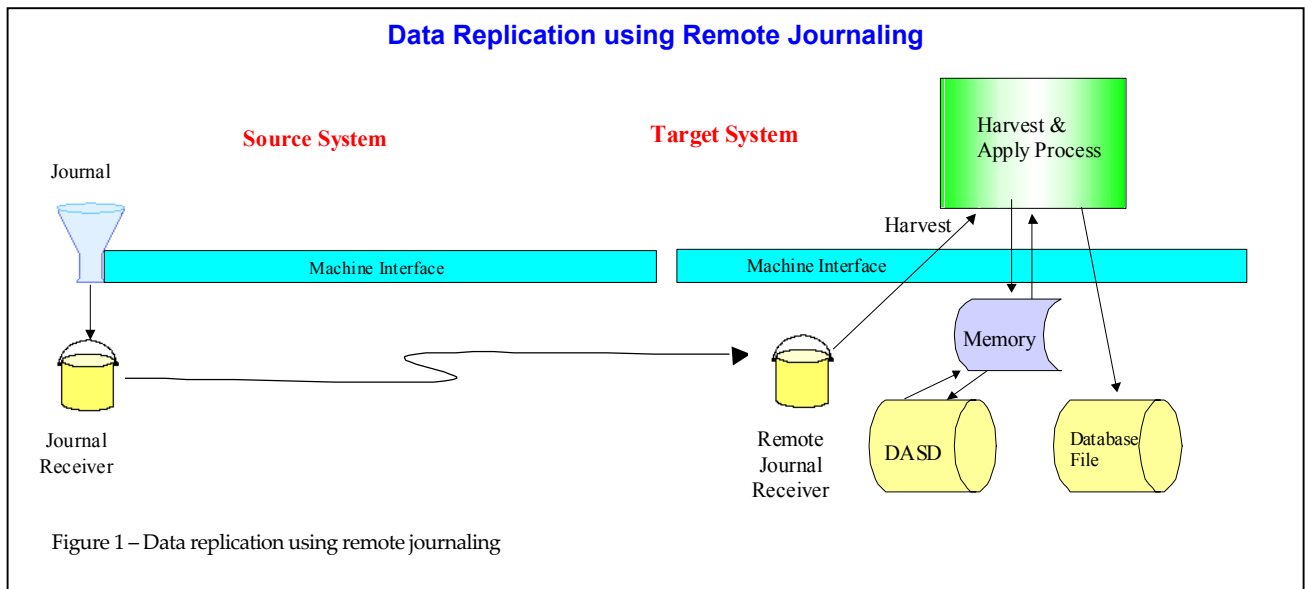 Data Replication using Remote Journaling
Source System
Target System
Journal
Harvest &
Apply Process
Harvest
Machine Interface
Machine Interface
Memory
Journal
Receiver
Remote
Journal
Receiver
DASD
Database
File
Figure 1 – Data replication using remote journaling